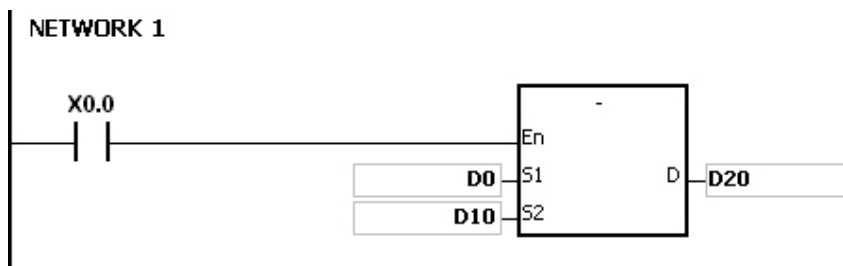 NETWORK 1
X0.0
-
En
D0 S1 D D20
D10 S2